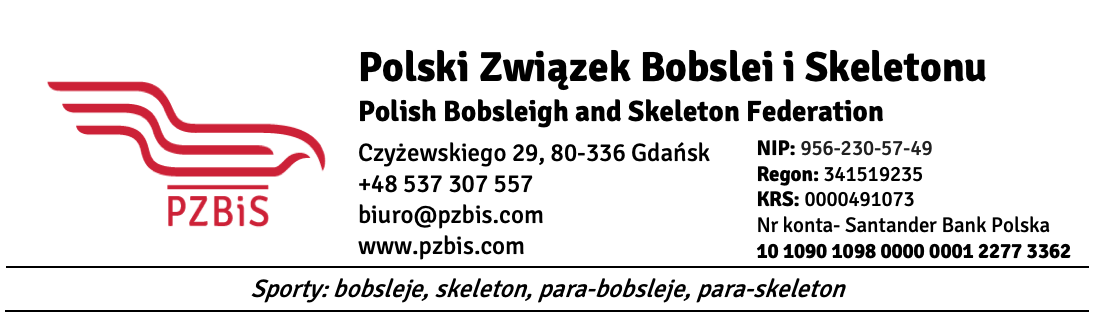 Polski Związek Bobslei i Skeletonu
Polish Bobsleigh and Skeleton Federation
PZBiS
Czyżewskiego 29, 80-336 Gdańsk
+48 537 307 557
biuro@pzbis.com
www.pzbis.com
NIP: 956-230-57-49
Regon: 341519235
KRS: 0000491073
Nr konta- Santander Bank Polska
10 1090 1098 0000 0001 2277 3362
Sporty: bobsleje, skeleton, para-bobsleje, para-skeleton